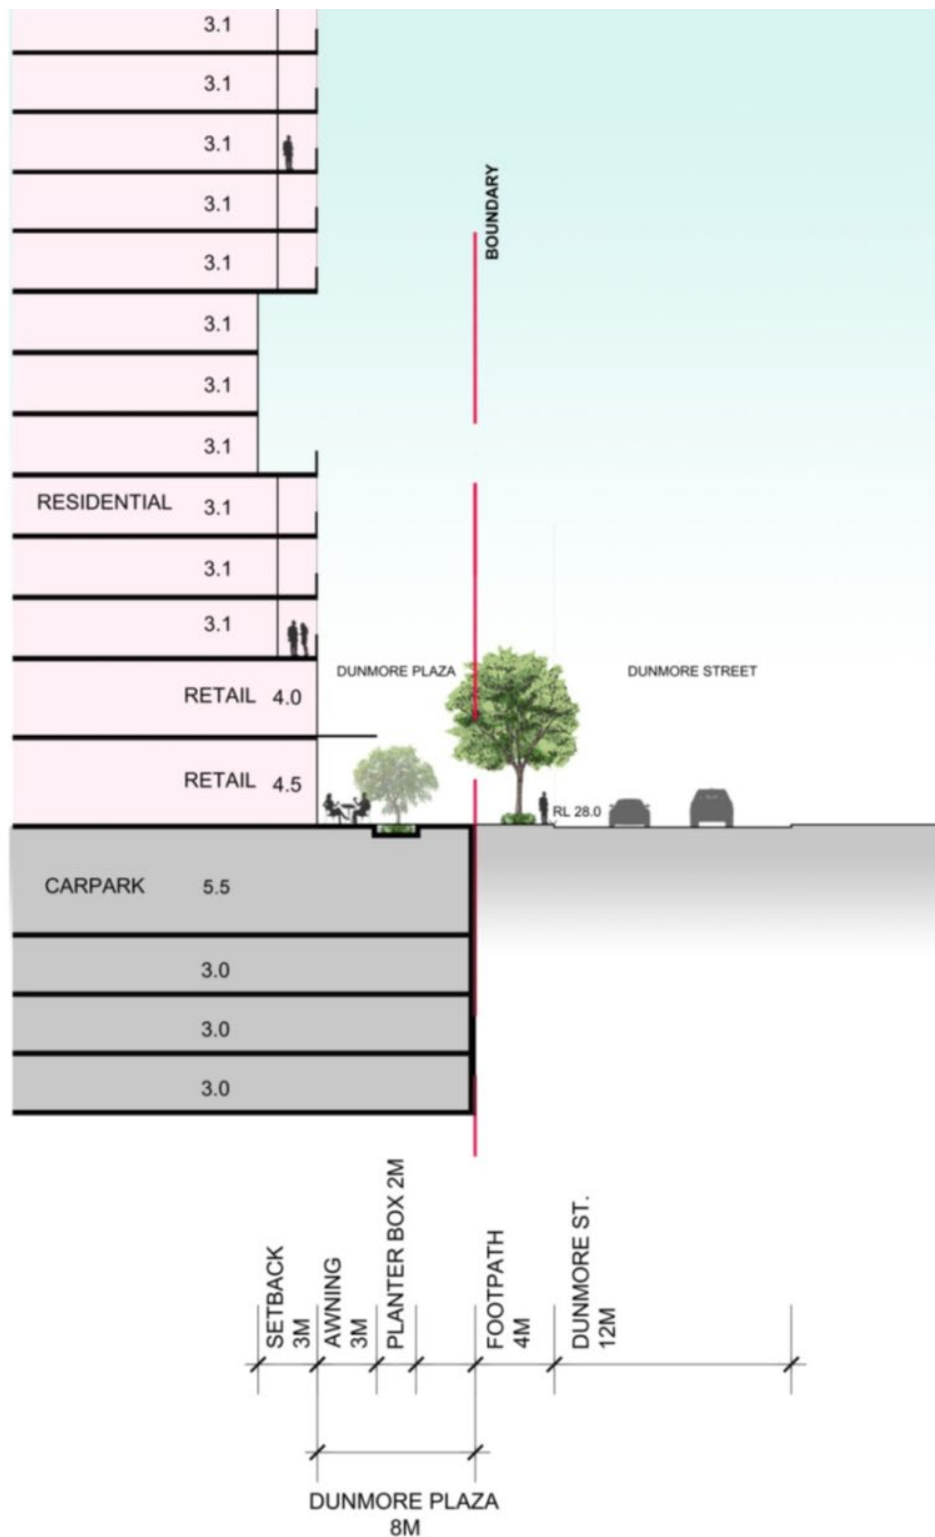 3.1
3.1
3.1
3.1
3.1
BOUNDARY
3.1
3.1
3.1
RESIDENTIAL 3.1
3.1
3.1
DUNMORE PLAZA
DUNMORE STREET
RETAIL 4.0
RETAIL 4.5
RL 28.0
CARPARK 5.5
3.0
3.0
3.0
SETBACK
3M
AWNING
3M
PLANTER BOX 2M
FOOTPATH
4M
DUNMORE ST.
12M
DUNMORE PLAZA
8M